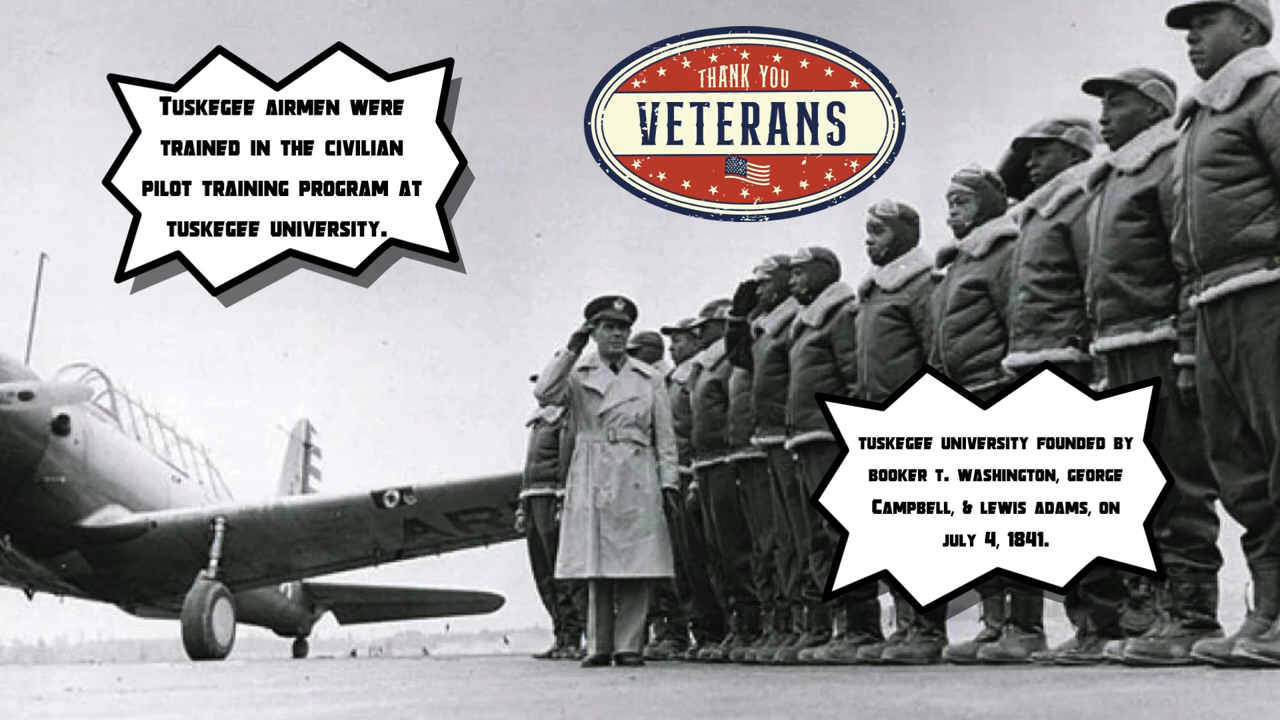 Tuskegee airmen were
trained in the civilian
pilot training program at
tuskegee university.
THANK YOU
VETERANS
tuskegee university founded by
booker t. washington, george
Campbell, & lewis adams, on
july 4, 1841.